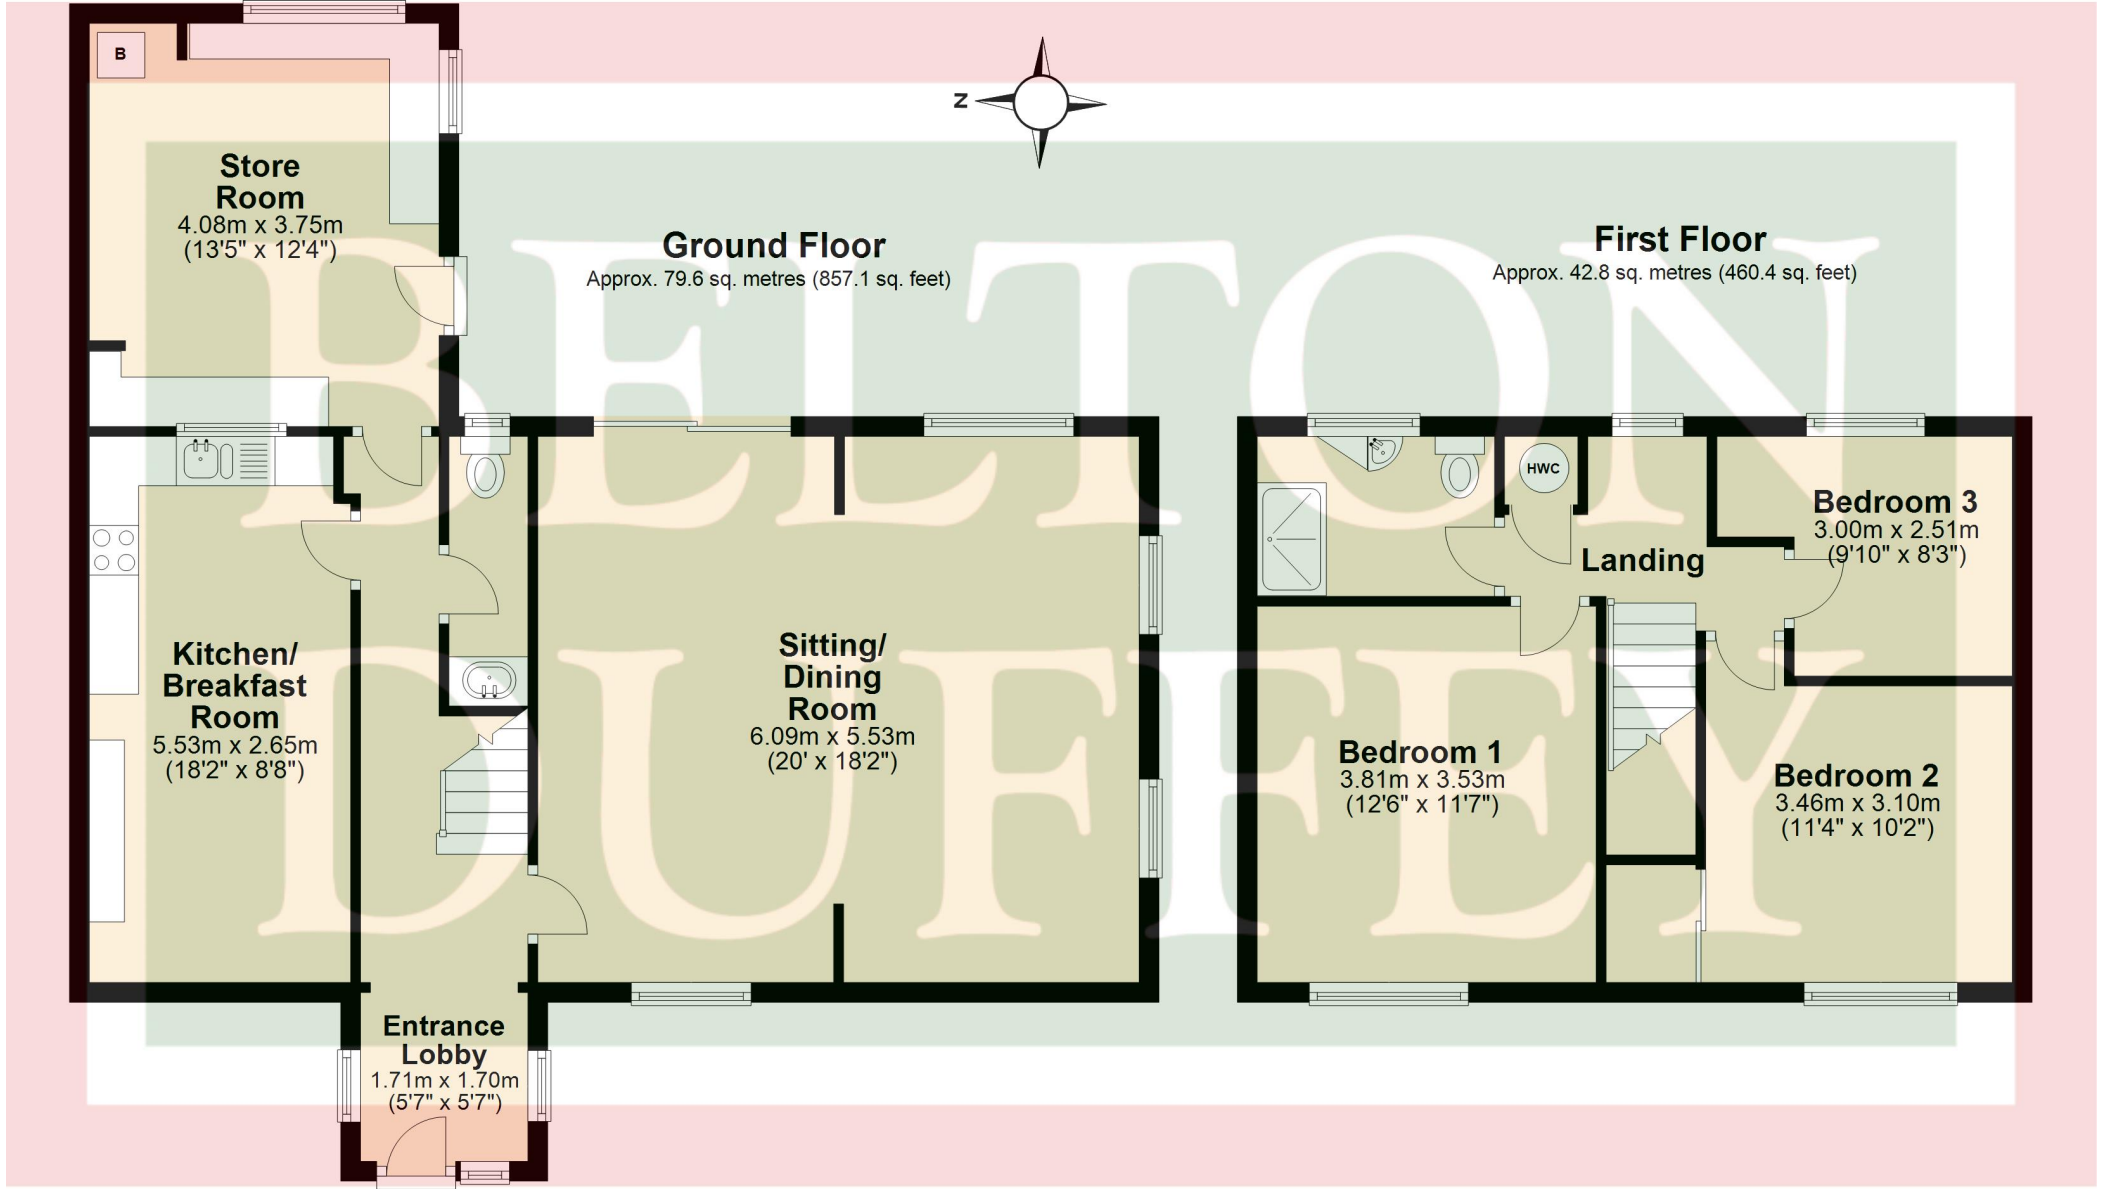 B
Store
Room
4.08m x 3.75m
(13'5" x 12'4")
N
Ground Floor
Approx. 79.6 sq. metres (857.1 sq. feet)
First Floor
Approx. 42.8 sq. metres (460.4 sq. feet)
BELTON
DUFFEY
Kitchen/
Breakfast
Room
5.53m x 2.65m
(18'2" x 8'8")
Sitting/
Dining
Room
6.09m x 5.53m
(20' x 18'2")
Entrance
Lobby
1.71m x 1.70m
(5'7" x 5'7")
HWC
Landing
Bedroom 3
3.00m x 2.51m
(9'10" x 8'3")
Bedroom 1
3.81m x 3.53m
(12'6" x 11'7")
Bedroom 2
3.46m x 3.10m
(11'4" x 10'2")